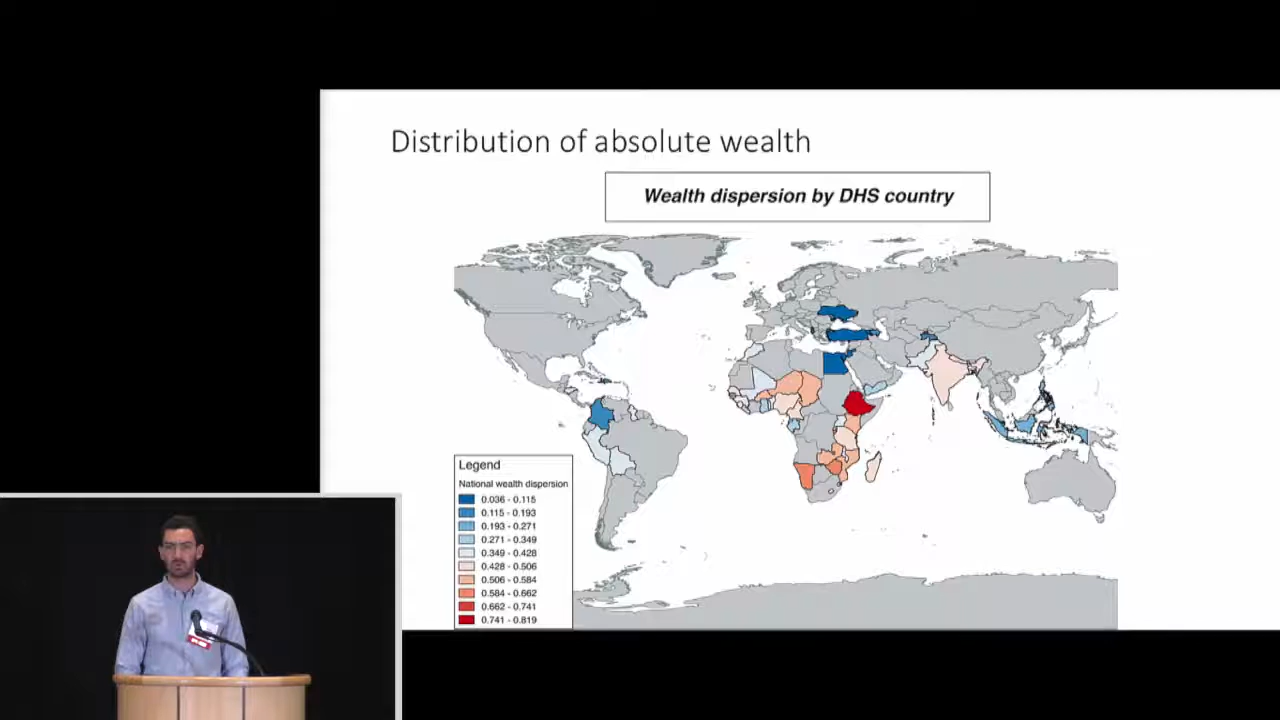 Distribution of absolute wealth
Wealth dispersion by DHS country
Legend
National wealth dispersion
0.036 - 0.115
0.115 - 0.193
0.193 - 0.271
0.271 - 0.349
0.349 - 0.428
0.428 - 0.506
0.506 - 0.584
0.584 - 0.662
0.662 - 0.741
0.741 - 0.819